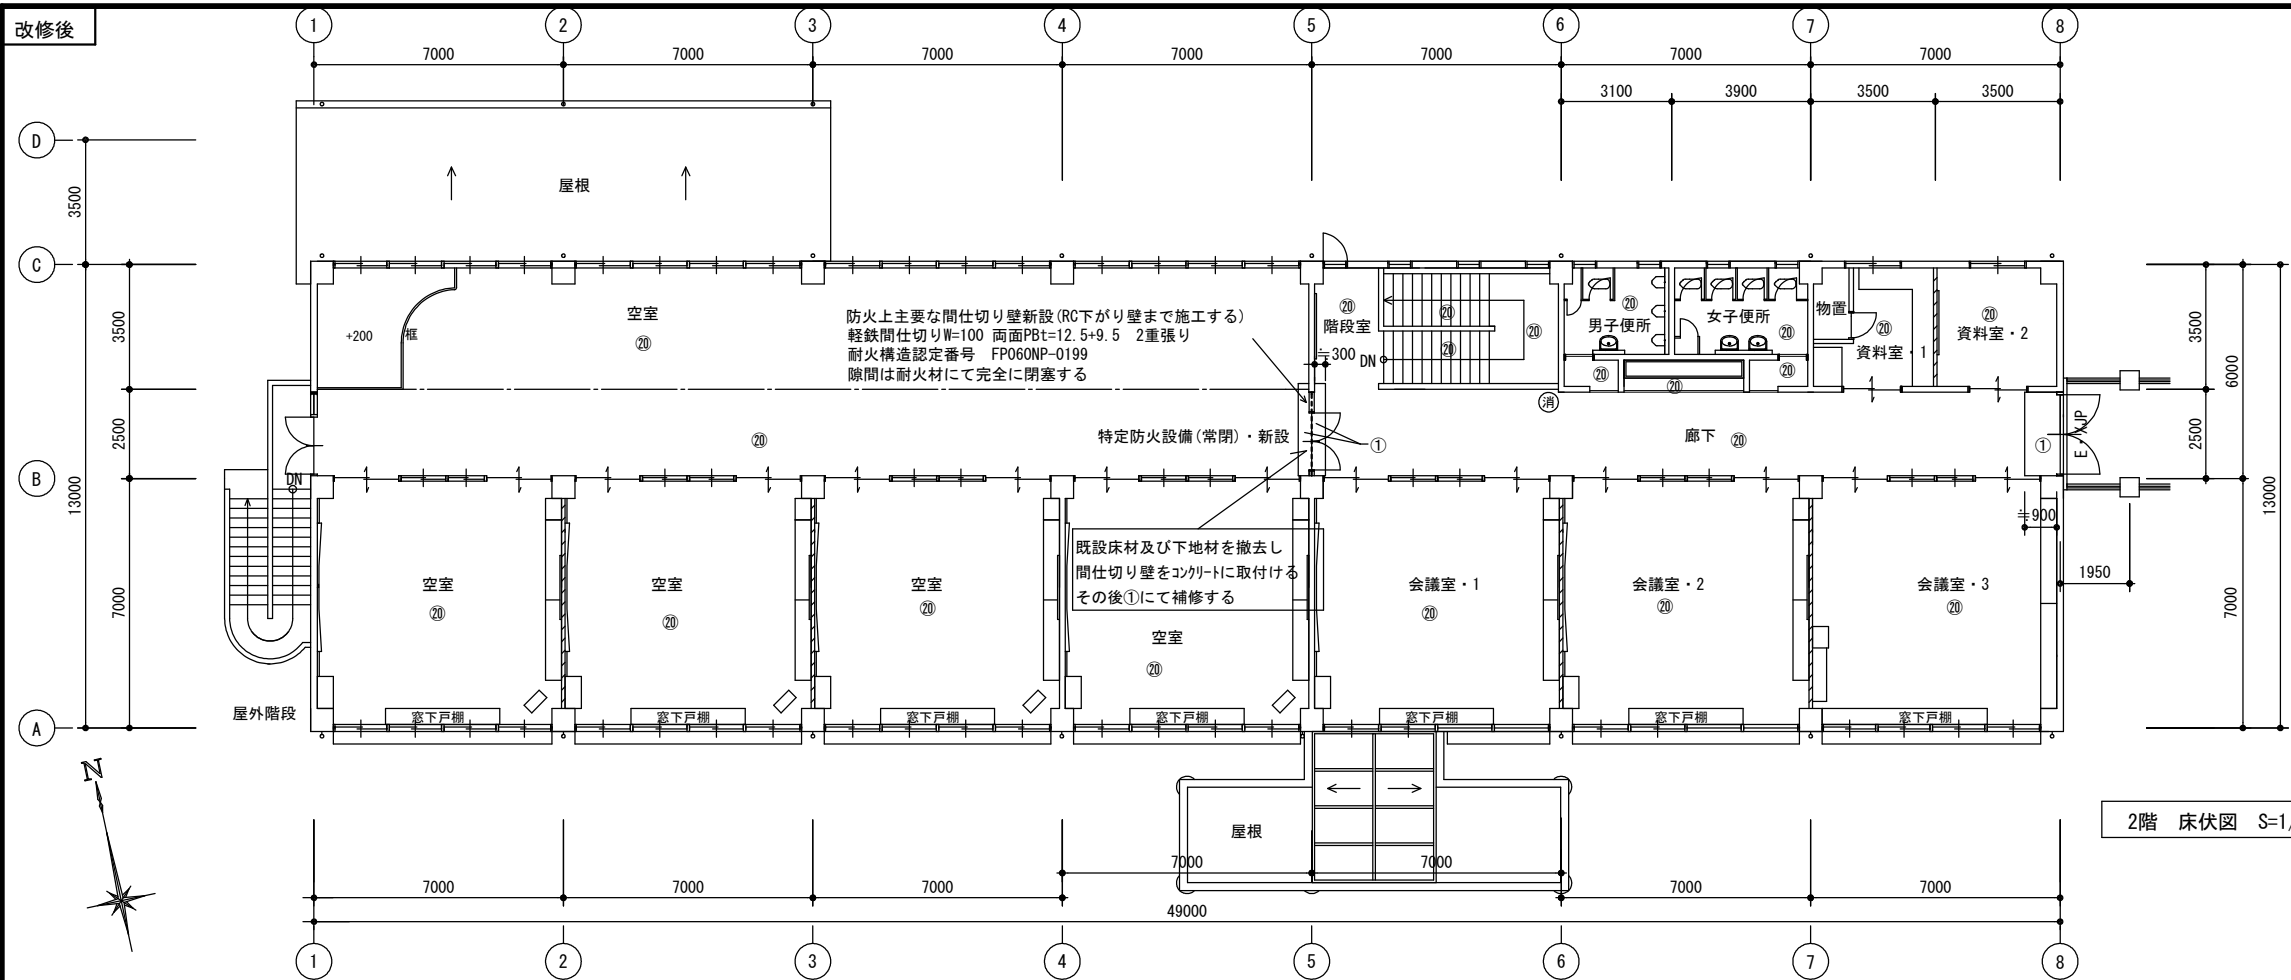 改修後
1 2 3 4 5 6 7 8
7000 7000 7000 7000 7000 7000 7000
3100 3900 3500 3500
D
3500
C
3500
2500
B
13000
7000
A
屋根
+200
框
空室
⑳
防火上主要な間仕切り壁新設(RC下がり壁まで施工する)
軽鉄間仕切りW=100 両面PBt=12.5+9.5 2重張り
耐火構造認定番号 FP060NP-0199
隙間は耐火材にて完全に閉塞する
⑳
階段室
≒300
DN
⑳
⑳
⑳
⑳
男子便所
女子便所
⑳
⑳
⑳
⑳
物置
⑳
資料室・1
⑳
資料室・2
3500
6000
2500
13000
7000
消
⑳
特定防火設備(常閉)・新設
①
廊下
⑳
①
E.XJP
DN
既設床材及び下地材を撤去し
間仕切り壁をコンクリートに取付ける
その後①にて補修する
≒900
1950
空室
⑳
空室
⑳
空室
⑳
空室
⑳
会議室・1
⑳
会議室・2
⑳
会議室・3
⑳
屋外階段
窓下戸棚 窓下戸棚 窓下戸棚 窓下戸棚 窓下戸棚 窓下戸棚 窓下戸棚
N
屋根
2階 床伏図 S=1/
7000 7000
7000 7000 7000 7000 7000
49000
1 2 3 4 5 6 7 8